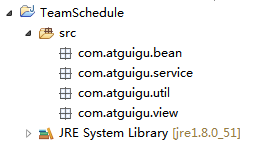 TeamSchedule
src
com.atguigu.bean
com.atguigu.service
com.atguigu.util
com.atguigu.view
JRE System Library [jre1.8.0_51]